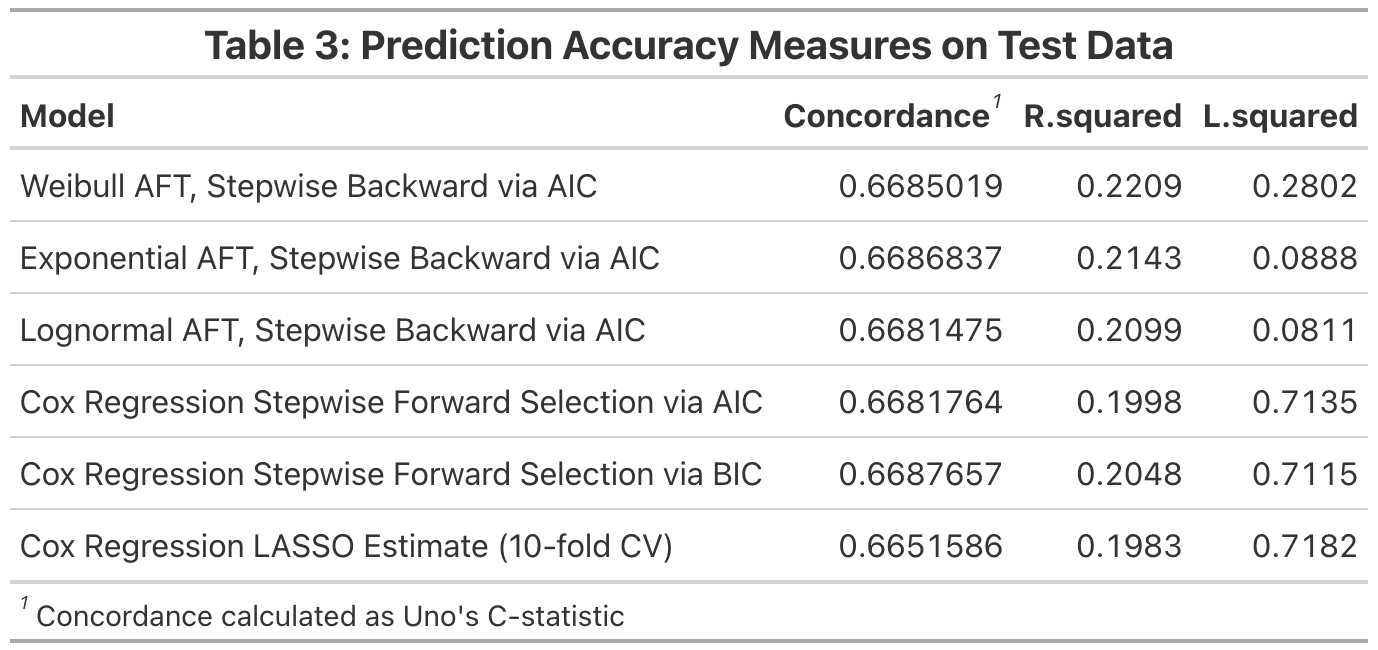 Table 3: Prediction Accuracy Measures on Test Data
Model Concordance1 R.squared L.squared
Weibull AFT, Stepwise Backward via AIC 0.6685019 0.2209 0.2802
Exponential AFT, Stepwise Backward via AIC 0.6686837 0.2143 0.0888
Lognormal AFT, Stepwise Backward via AIC 0.6681475 0.2099 0.0811
Cox Regression Stepwise Forward Selection via AIC 0.6681764 0.1998 0.7135
Cox Regression Stepwise Forward Selection via BIC 0.6687657 0.2048 0.7115
Cox Regression LASSO Estimate (10-fold CV) 0.6651586 0.1983 0.7182
1 Concordance calculated as Uno's C-statistic